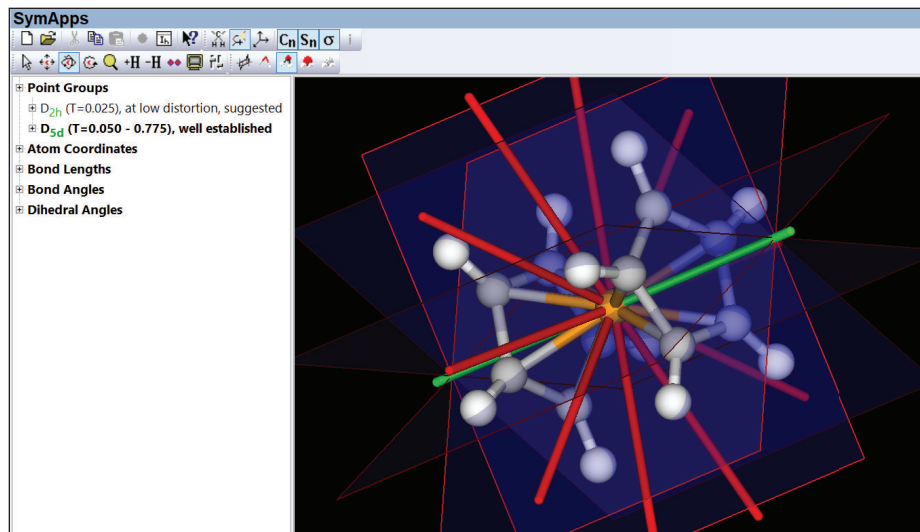 SymApps
Cn Sn σ i
+H -H
Point Groups
D2h (T=0.025), at low distortion, suggested
D5d (T=0.050 - 0.775), well established
Atom Coordinates
Bond Lengths
Bond Angles
Dihedral Angles